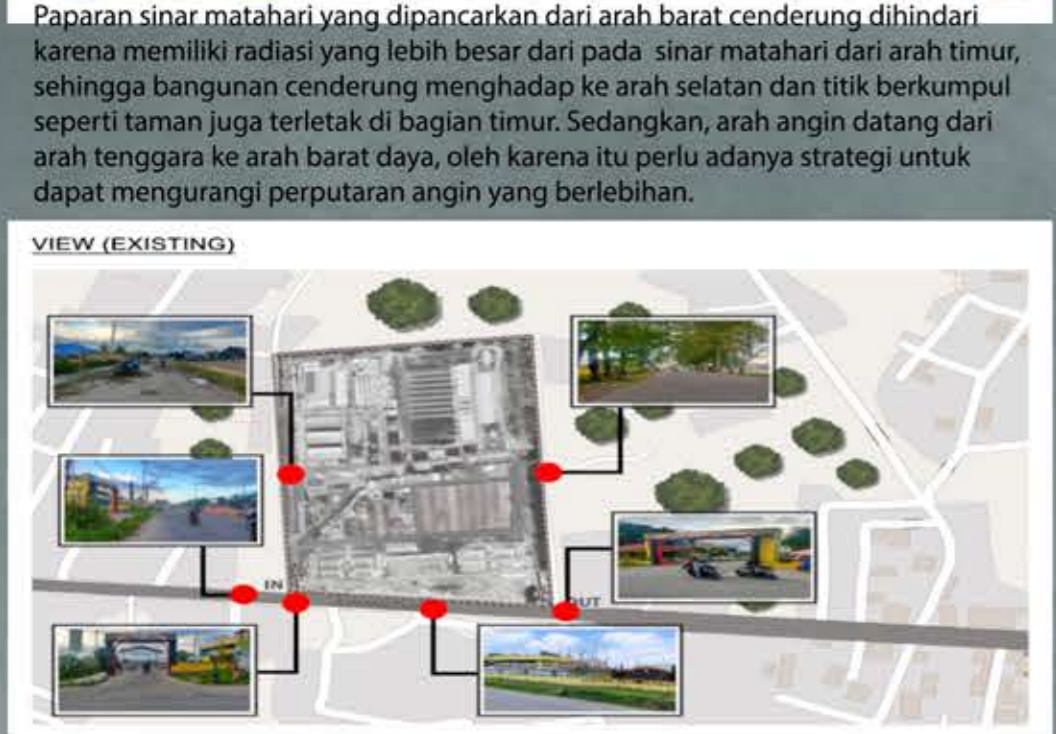 Paparan sinar matahari yang dipancarkan dari arah barat cenderung dihindari
karena memiliki radiasi yang lebih besar dari pada sinar matahari dari arah timur,
sehingga bangunan cenderung menghadap ke arah selatan dan titik berkumpul
seperti taman juga terletak di bagian timur. Sedangkan, arah angin datang dari
arah tenggara ke arah barat daya, oleh karena itu perlu adanya strategi untuk
dapat mengurangi perputaran angin yang berlebihan.
VIEW (EXISTING)
IN
OUT